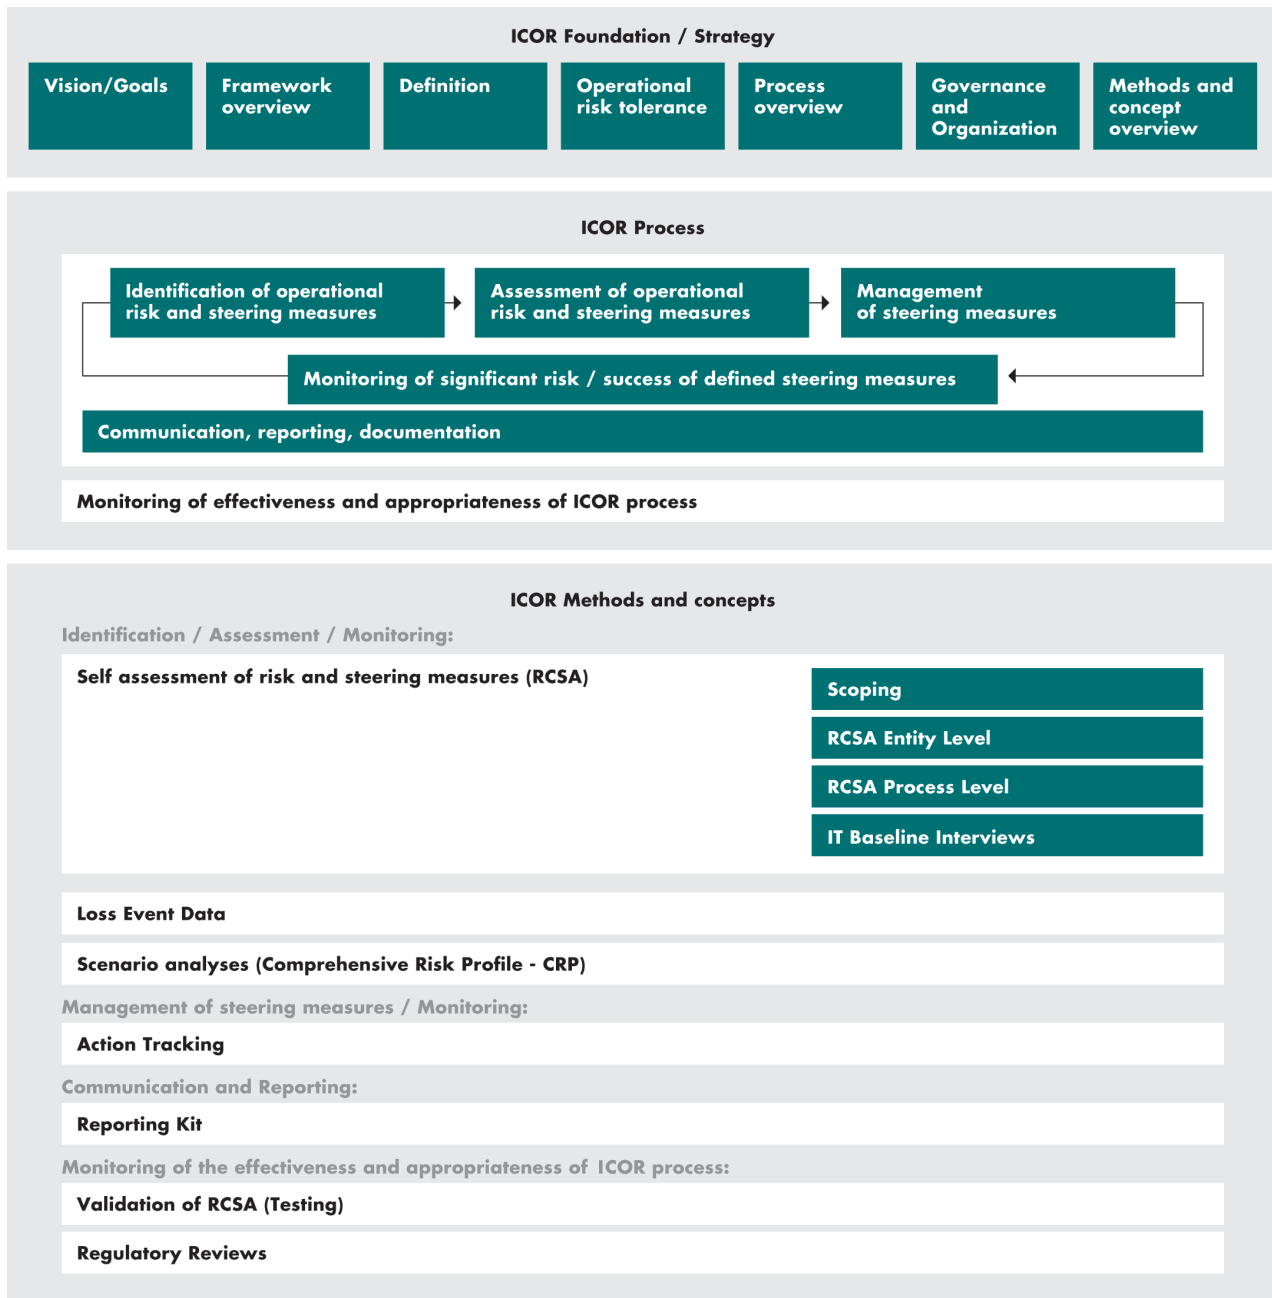 ICOR Foundation / Strategy
Vision/Goals
Framework
overview
Definition
Operational
risk tolerance
Process
overview
Governance
and
Organization
Methods and
concept
overview
ICOR Process
Identification of operational
risk and steering measures
Assessment of operational
risk and steering measures
Management
of steering measures
Monitoring of significant risk / success of defined steering measures
Communication, reporting, documentation
Monitoring of effectiveness and appropriateness of ICOR process
ICOR Methods and concepts
Identification / Assessment / Monitoring:
Self assessment of risk and steering measures (RCSA)
Scoping
RCSA Entity Level
RCSA Process Level
IT Baseline Interviews
Loss Event Data
Scenario analyses (Comprehensive Risk Profile - CRP)
Management of steering measures / Monitoring:
Action Tracking
Communication and Reporting:
Reporting Kit
Monitoring of the effectiveness and appropriateness of ICOR process:
Validation of RCSA (Testing)
Regulatory Reviews